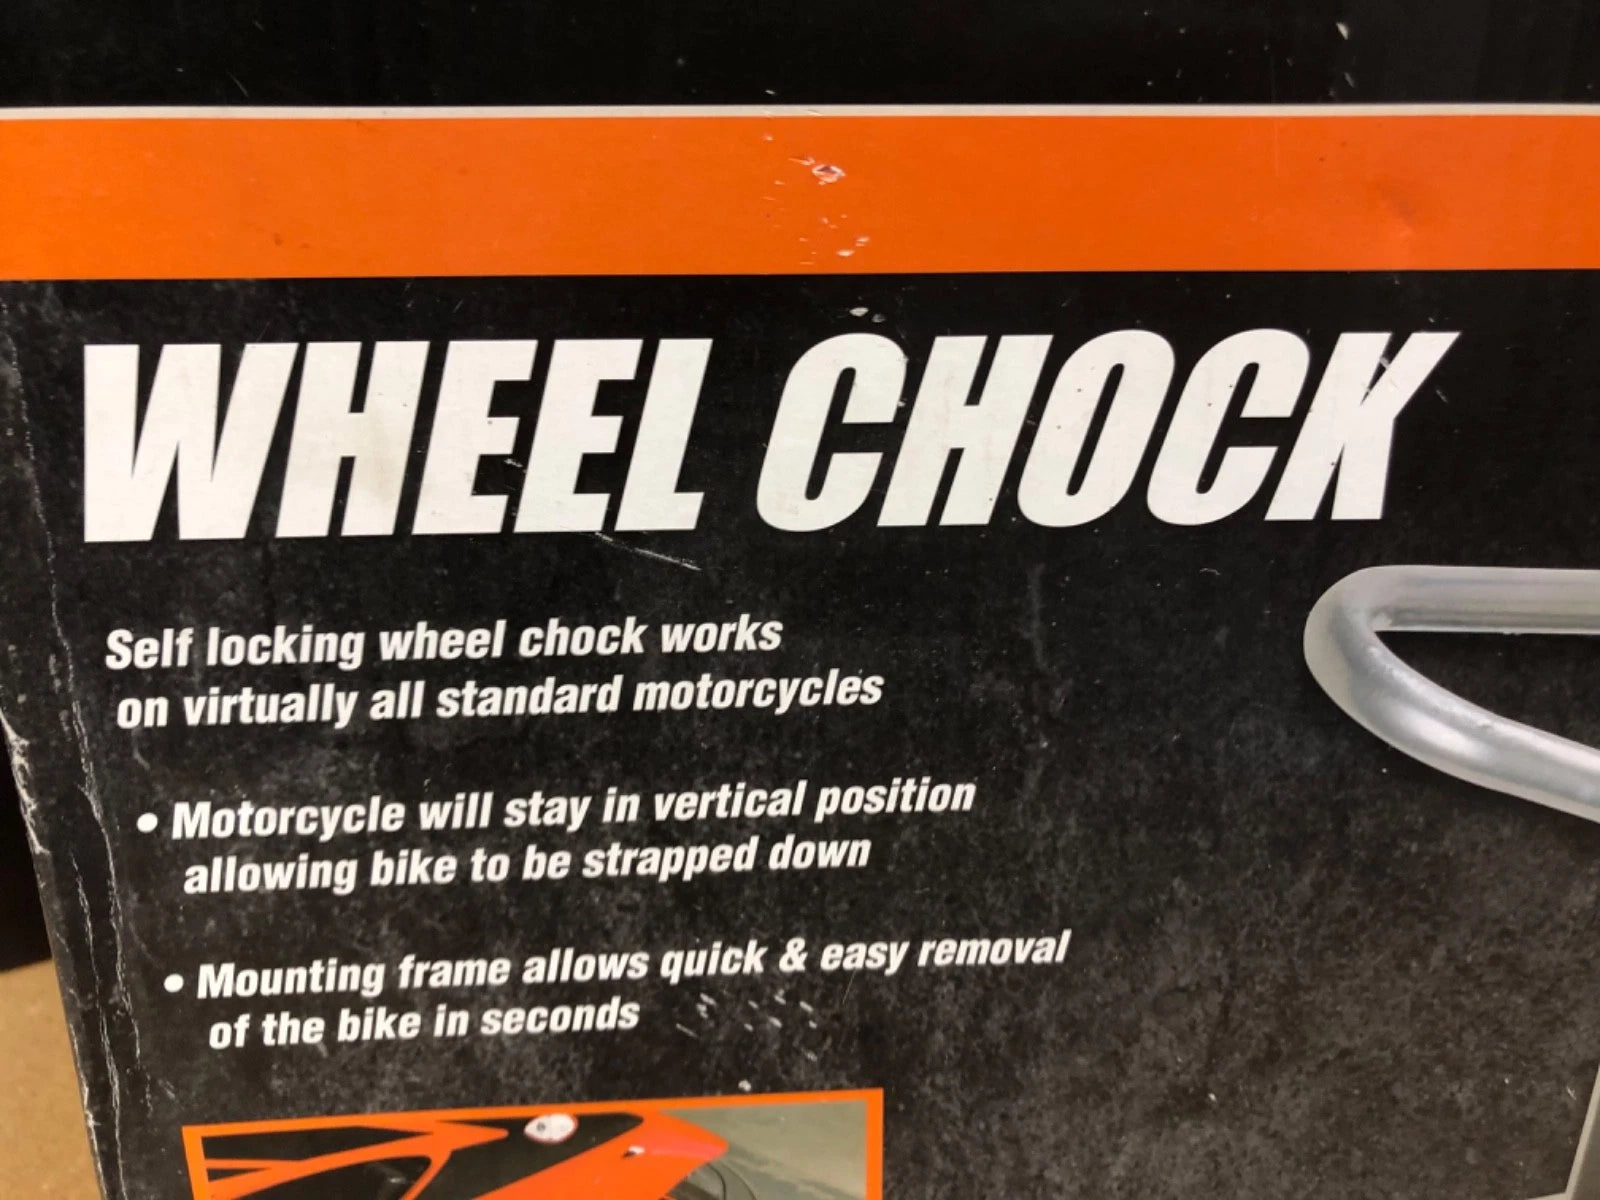 WHEEL CHOCK
Self locking wheel chock works
on virtually all standard motorcycles
• Motorcycle will stay in vertical position
allowing bike to be strapped down
• Mounting frame allows quick & easy removal
of the bike in seconds